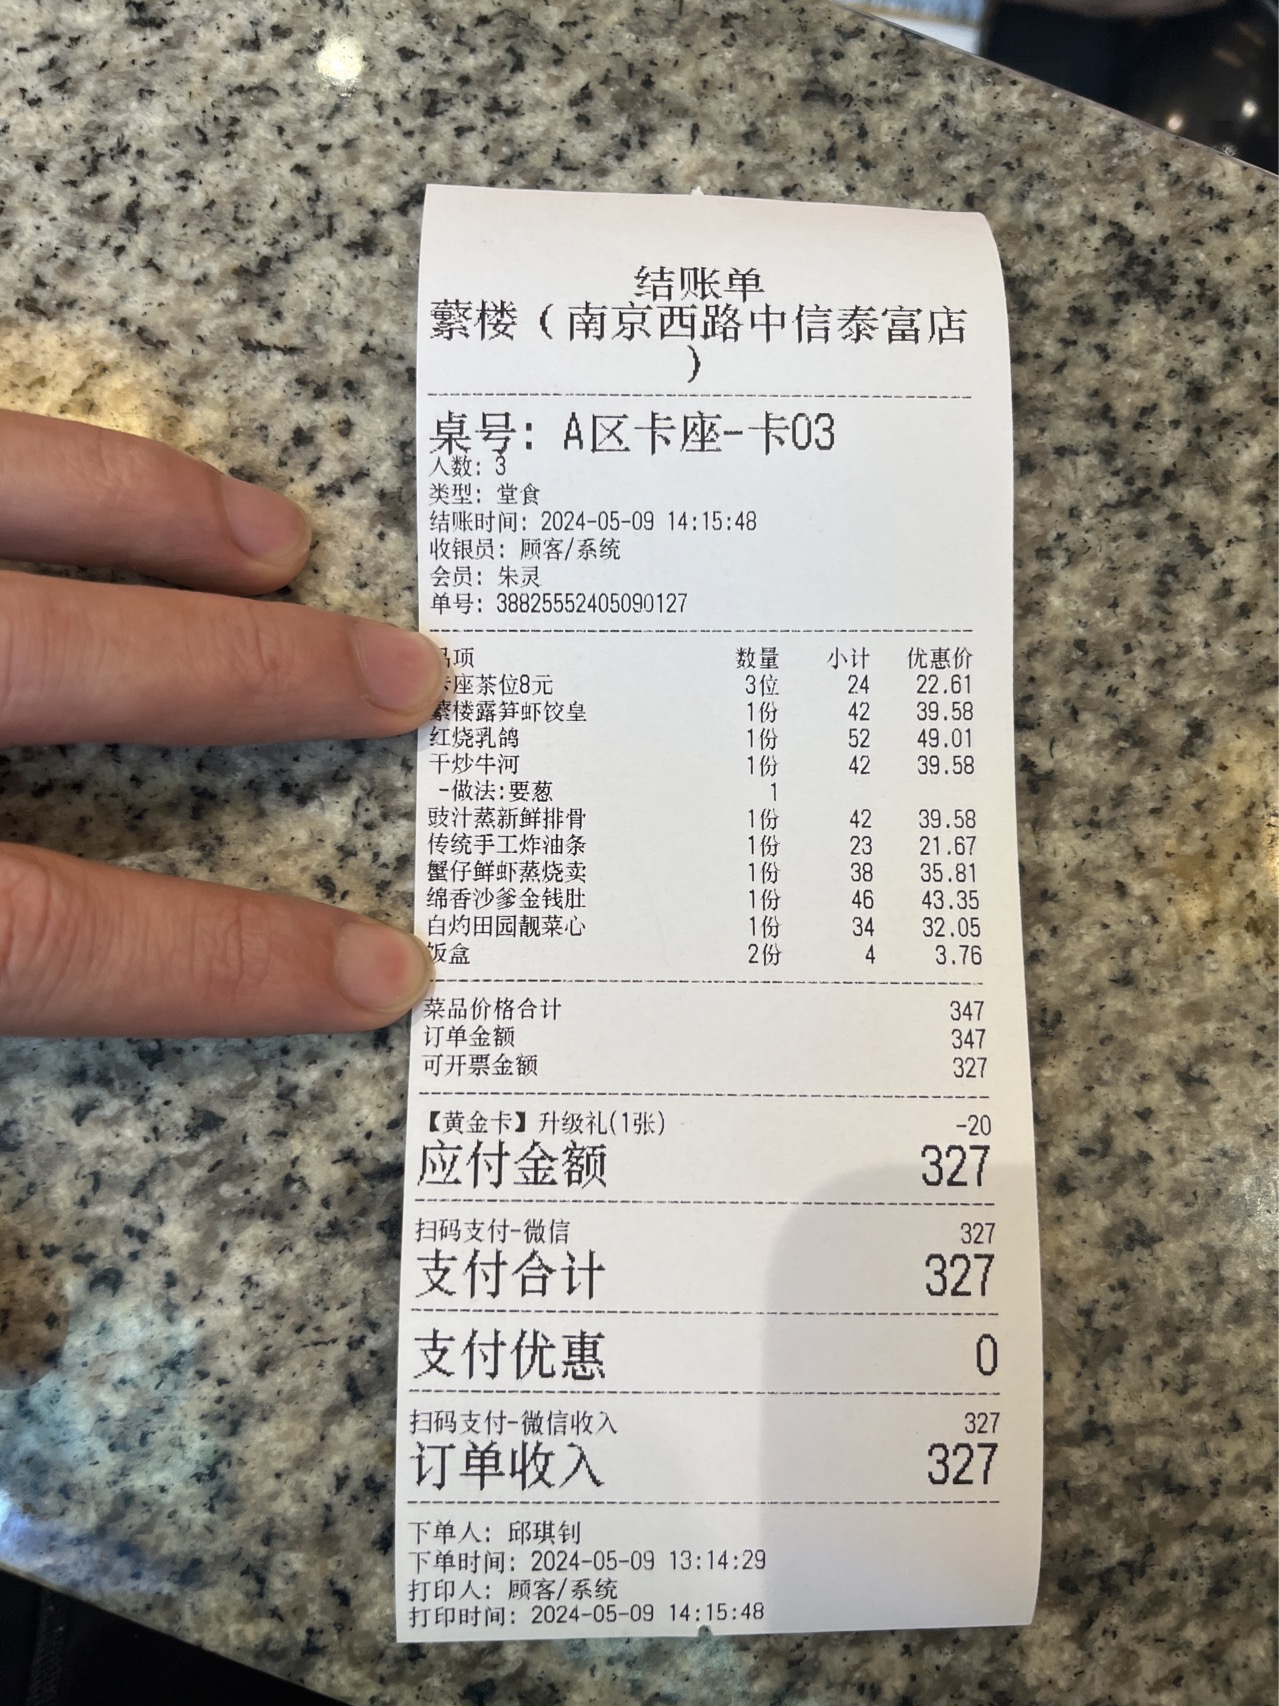 结账单
蘩楼（南京西路中信泰富店
）
桌号: A区卡座-卡03
人数: 3
类型: 堂食
结账时间: 2024-05-09 14:15:48
收银员: 顾客/系统
会员: 朱灵
单号: 38825552405090127
品项 数量 小计 优惠价
卡座茶位8元 3位 24 22.61
蘩楼露笋虾饺皇 1份 42 39.58
红烧乳鸽 1份 52 49.01
干炒牛河 1份 42 39.58
-做法:要葱 1
豉汁蒸新鲜排骨 1份 42 39.58
传统手工炸油条 1份 23 21.67
蟹仔鲜虾蒸烧卖 1份 38 35.81
绵香沙爹金钱肚 1份 46 43.35
白灼田园靓菜心 1份 34 32.05
饭盒 2份 4 3.76
菜品价格合计 347
订单金额 347
可开票金额 327
【黄金卡】升级礼(1张) -20
应付金额 327
扫码支付-微信 327
支付合计 327
支付优惠 0
扫码支付-微信收入 327
订单收入 327
下单人: 邱琪钊
下单时间: 2024-05-09 13:14:29
打印人: 顾客/系统
打印时间: 2024-05-09 14:15:48